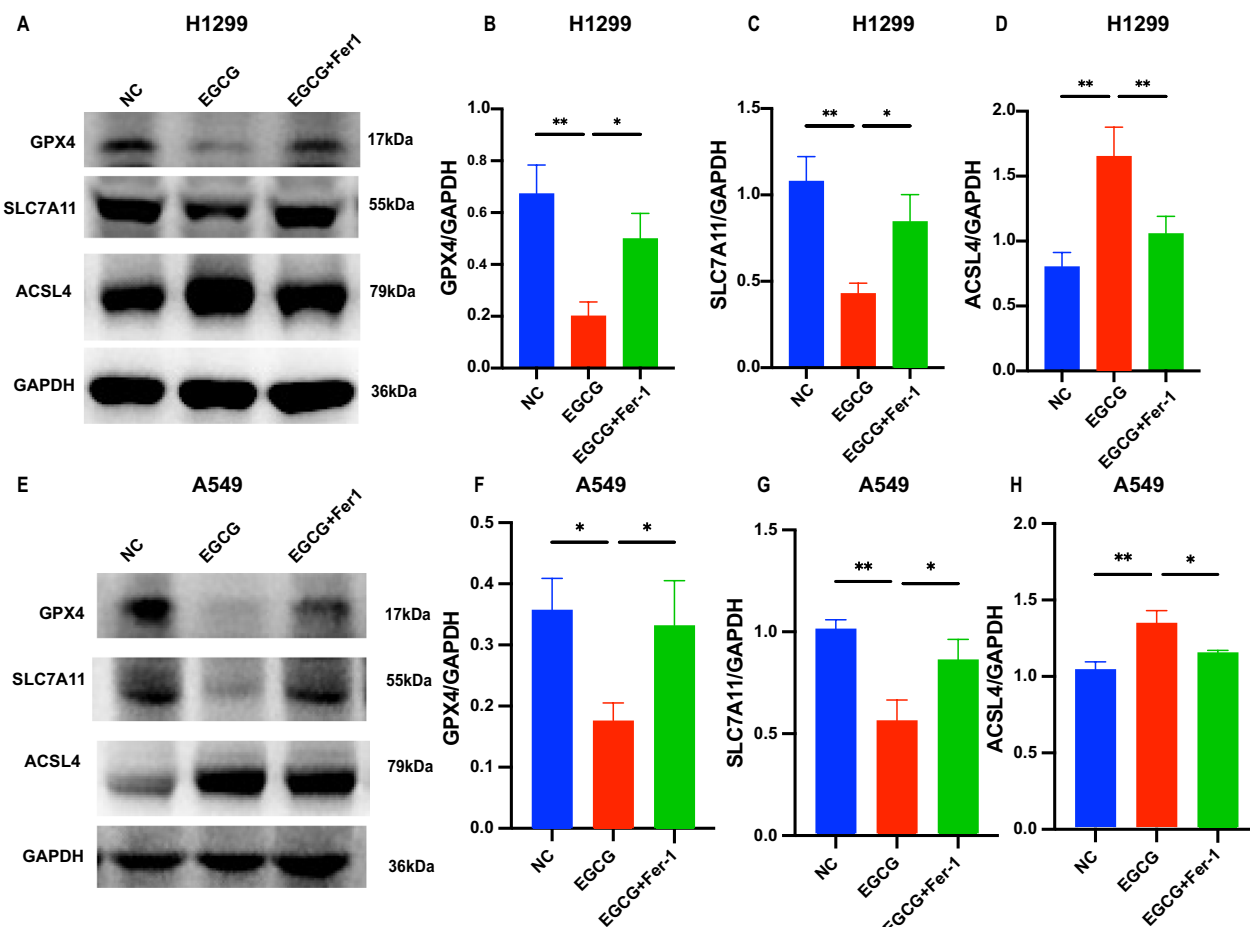 A
H1299
NC
EGCG
EGCG+Fer1
GPX4
17kDa
SLC7A11
55kDa
ACSL4
79kDa
GAPDH
36kDa
B
H1299
**
*
GPX4/GAPDH
1.0
0.8
0.6
0.4
0.2
0.0
NC
EGCG
EGCG+Fer-1
C
H1299
**
*
SLC7A11/GAPDH
1.5
1.0
0.5
0.0
NC
EGCG
EGCG+Fer-1
D
H1299
**
**
ACSL4/GAPDH
2.0
1.5
1.0
0.5
0.0
NC
EGCG
EGCG+Fer-1
E
A549
NC
EGCG
EGCG+Fer1
GPX4
17kDa
SLC7A11
55kDa
ACSL4
79kDa
GAPDH
36kDa
F
A549
*
*
GPX4/GAPDH
0.5
0.4
0.3
0.2
0.1
0.0
NC
EGCG
EGCG+Fer-1
G
A549
**
*
SLC7A11/GAPDH
1.5
1.0
0.5
0.0
NC
EGCG
EGCG+Fer-1
H
A549
**
*
ACSL4/GAPDH
2.0
1.5
1.0
0.5
0.0
NC
EGCG
EGCG+Fer-1